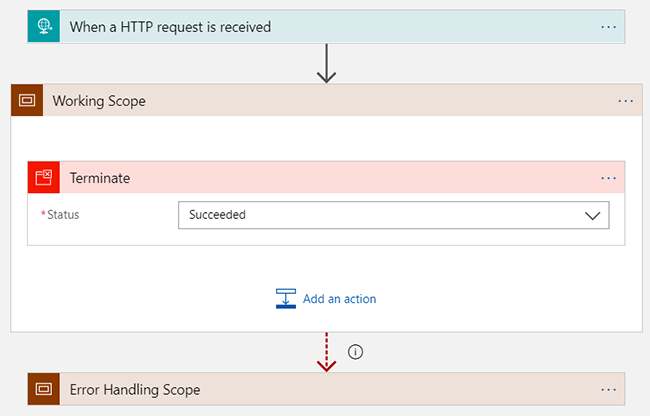 When a HTTP request is received
Working Scope
Terminate
* Status
Succeeded
Add an action
Error Handling Scope